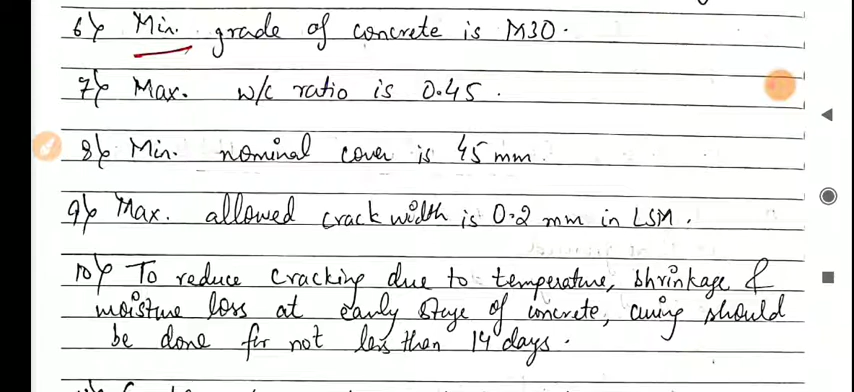 6) Min. grade of concrete is M30.
7) Max. w/c ratio is 0.45.
8) Min. nominal cover is 45 mm.
9) Max. allowed crack width is 0.2 mm in LSM.
10) To reduce cracking due to temperature, shrinkage &
moisture loss at early stage of concrete, curing should
be done for not less than 14 days.